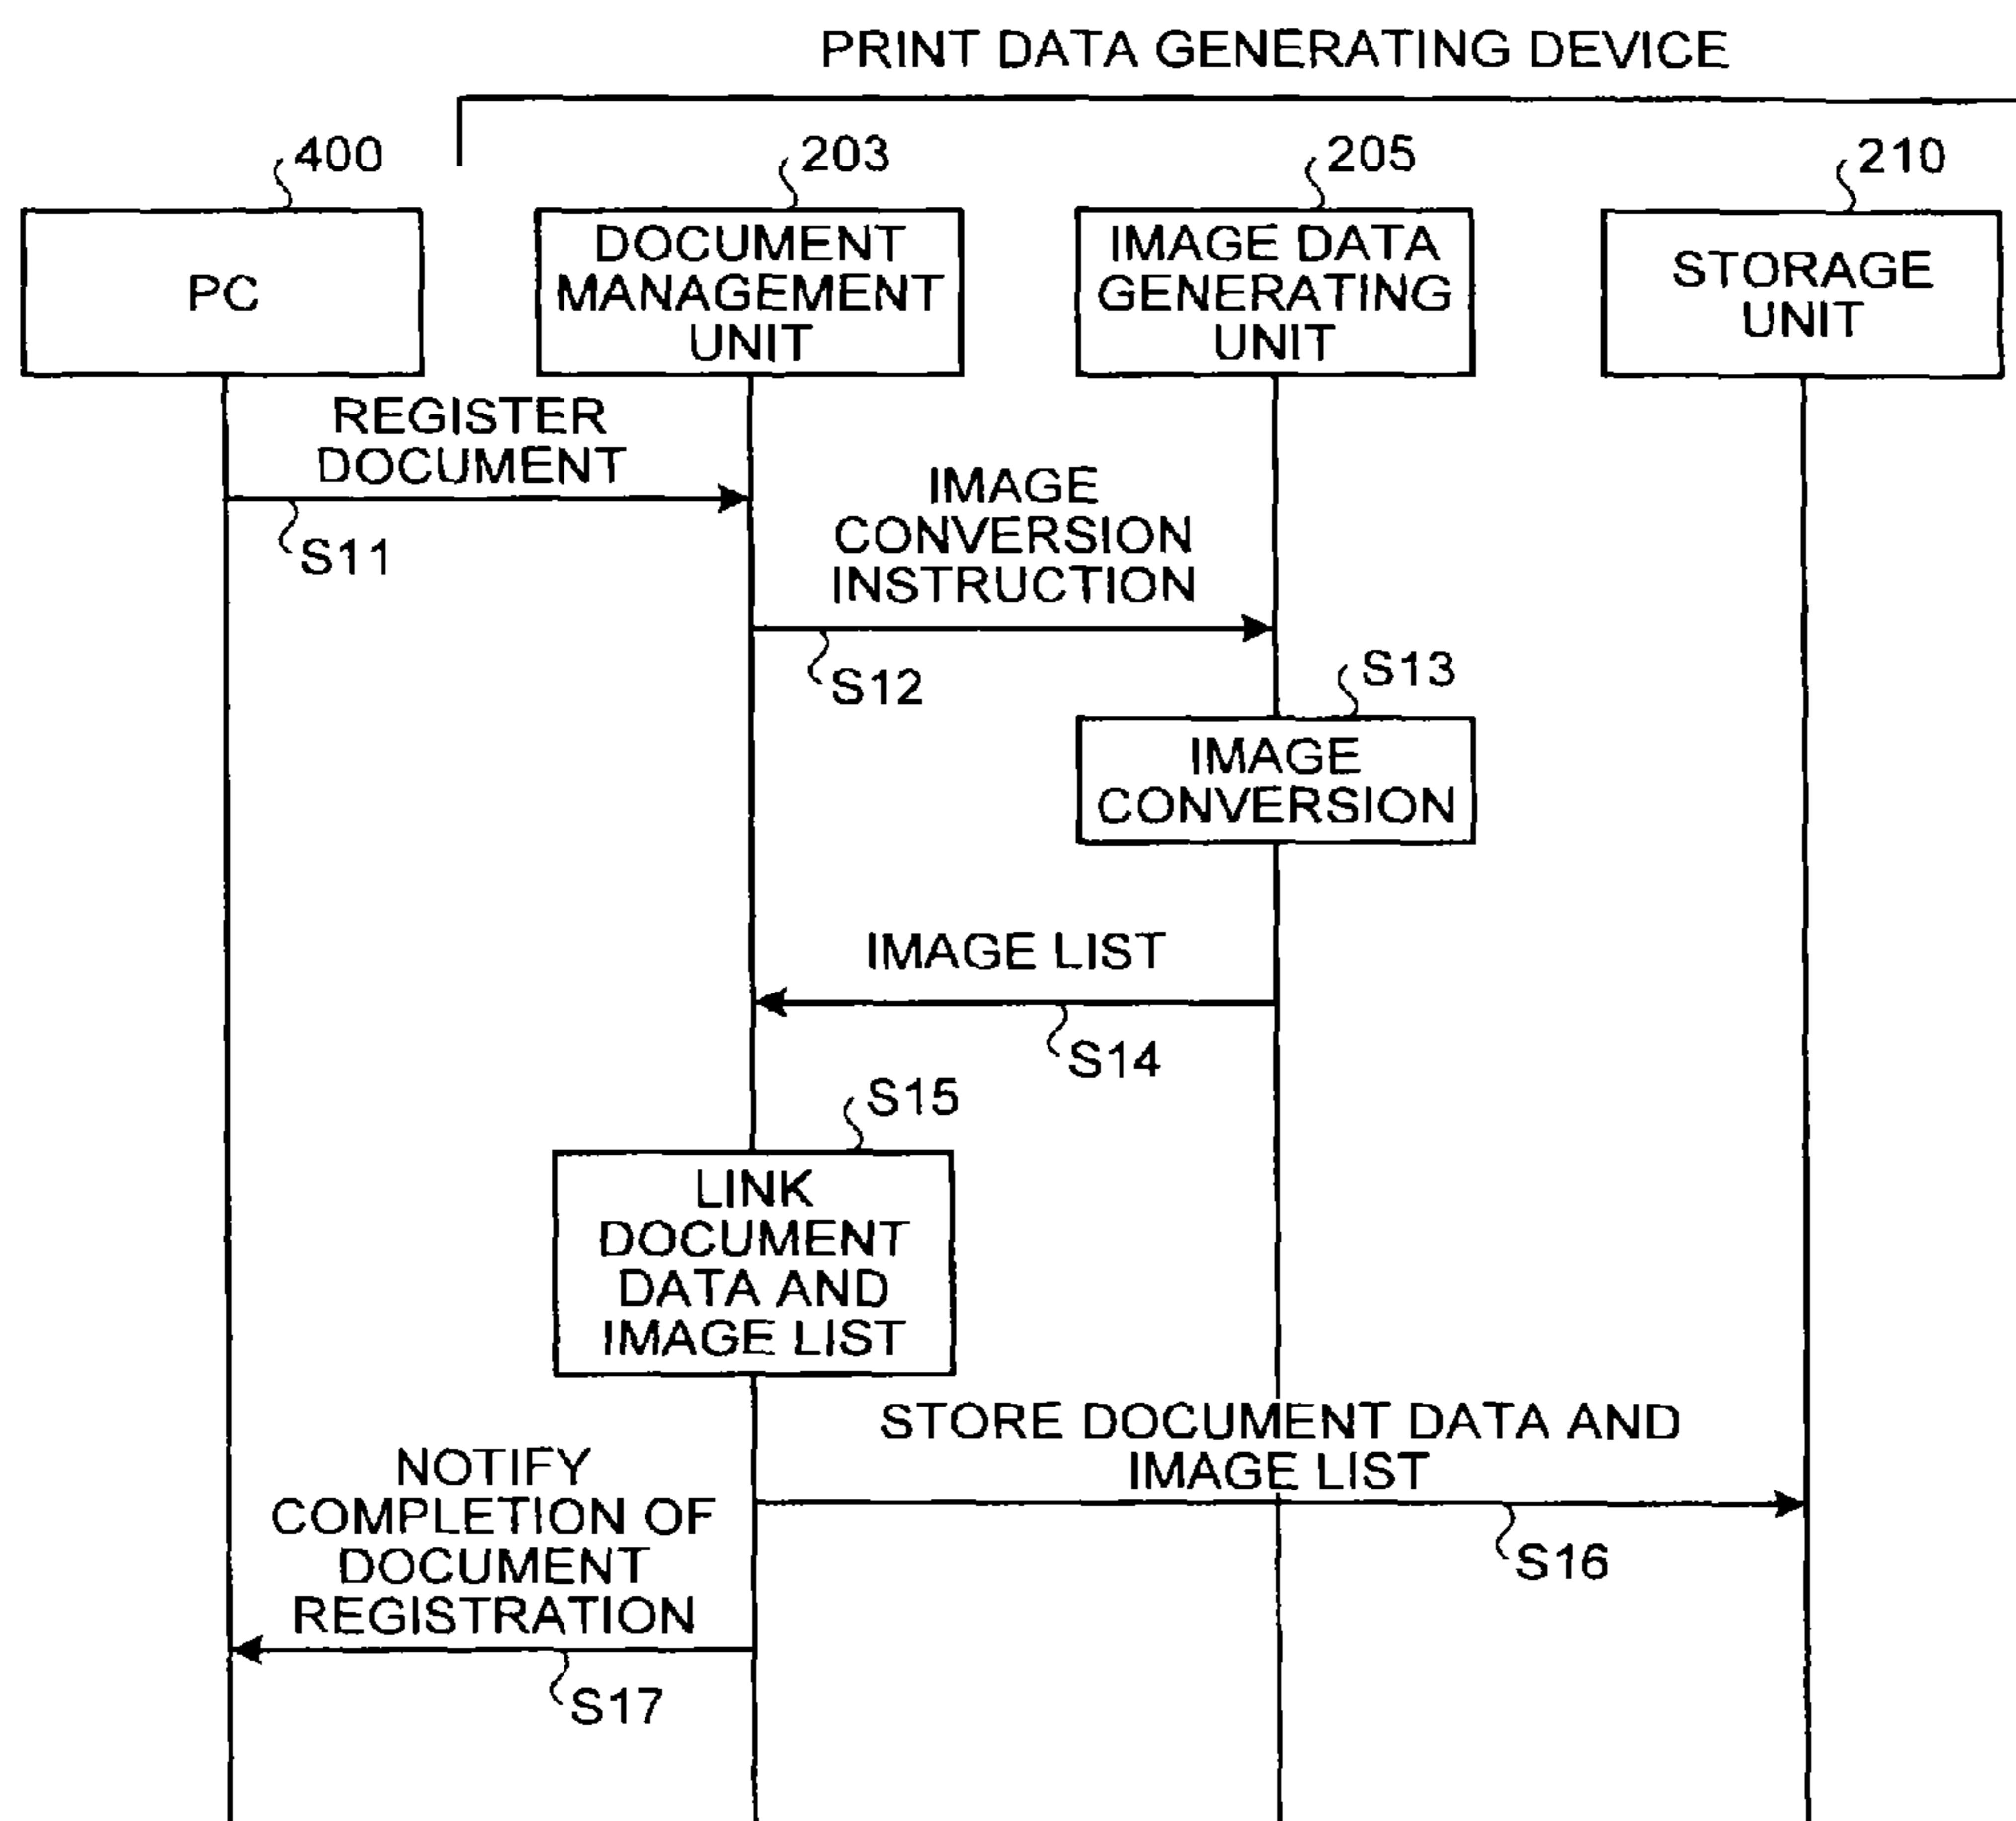 PRINT DATA GENERATING DEVICE
400
203
205
210
PC
DOCUMENT
MANAGEMENT
UNIT
IMAGE DATA
GENERATING
UNIT
STORAGE
UNIT
REGISTER
DOCUMENT
S11
IMAGE
CONVERSION
INSTRUCTION
S12
S13
IMAGE
CONVERSION
IMAGE LIST
S14
S15
LINK
DOCUMENT
DATA AND
IMAGE LIST
STORE DOCUMENT DATA AND
IMAGE LIST
S16
NOTIFY
COMPLETION OF
DOCUMENT
REGISTRATION
S17